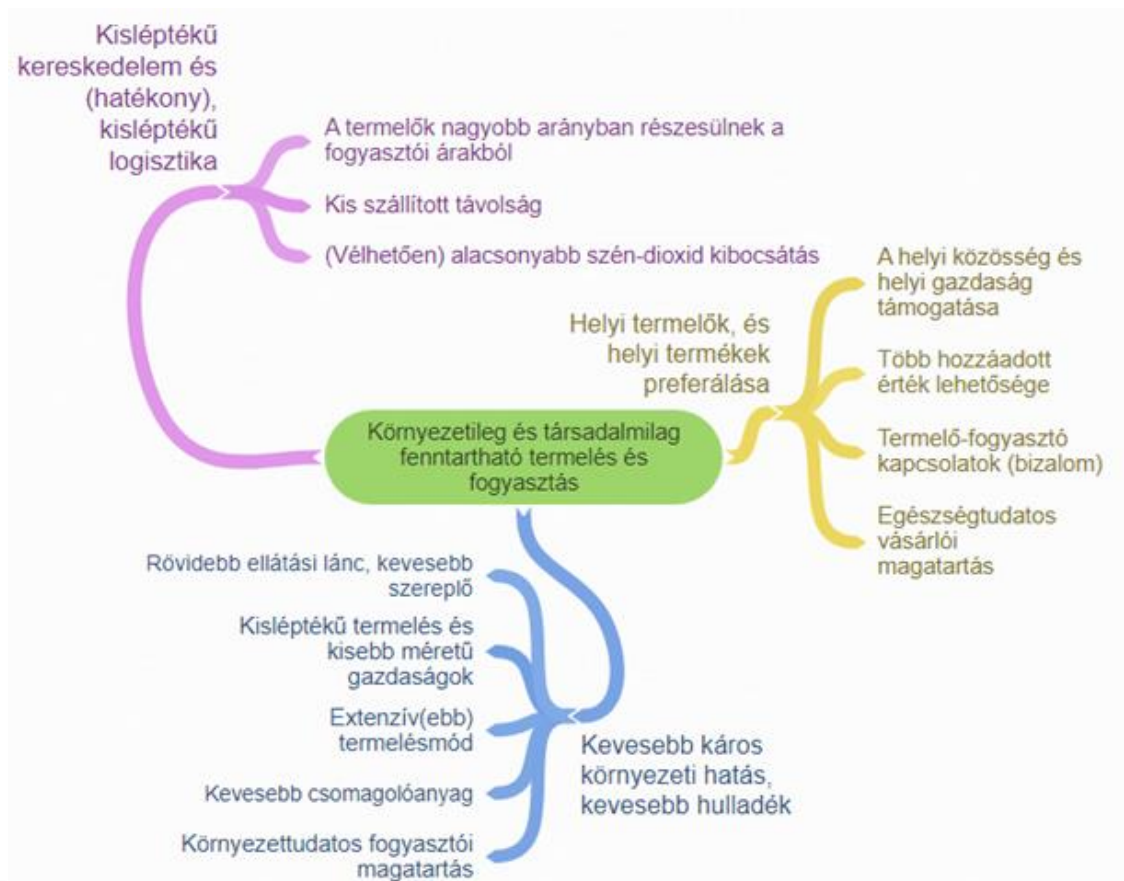 Kisléptékű
kereskedelem és
(hatékony),
kisléptékű
logisztika
A termelők nagyobb arányban részesülnek a
fogyasztói árakból
Kis szállított távolság
(Vélhetően) alacsonyabb szén-dioxid kibocsátás
Helyi termelők, és
helyi termékek
preferálása
A helyi közösség és
helyi gazdaság
támogatása
Több hozzáadott
érték lehetősége
Termelő-fogyasztó
kapcsolatok (bizalom)
Egészségtudatos
vásárlói
magatartás
Környezetileg és társadalmilag
fenntartható termelés és
fogyasztás
Rövidebb ellátási lánc, kevesebb
szereplő
Kisléptékű termelés és
kisebb méretű
gazdaságok
Extenzív(ebb)
termelésmód
Kevesebb csomagolóanyag
Környezettudatos fogyasztói
magatartás
Kevesebb káros
környezeti hatás,
kevesebb hulladék